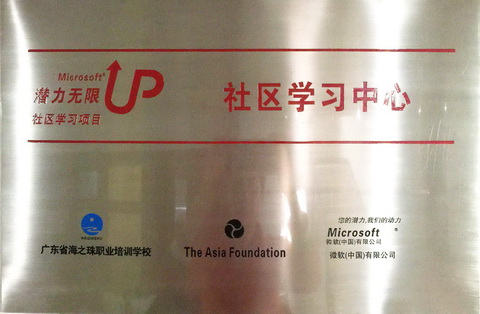 Microsoft®
潜力无限 UP
社区学习项目
社区学习中心
广东省海之珠职业培训学校
The Asia Foundation
您的潜力,我们的动力
Microsoft®
微软(中国)有限公司
微软(中国)有限公司